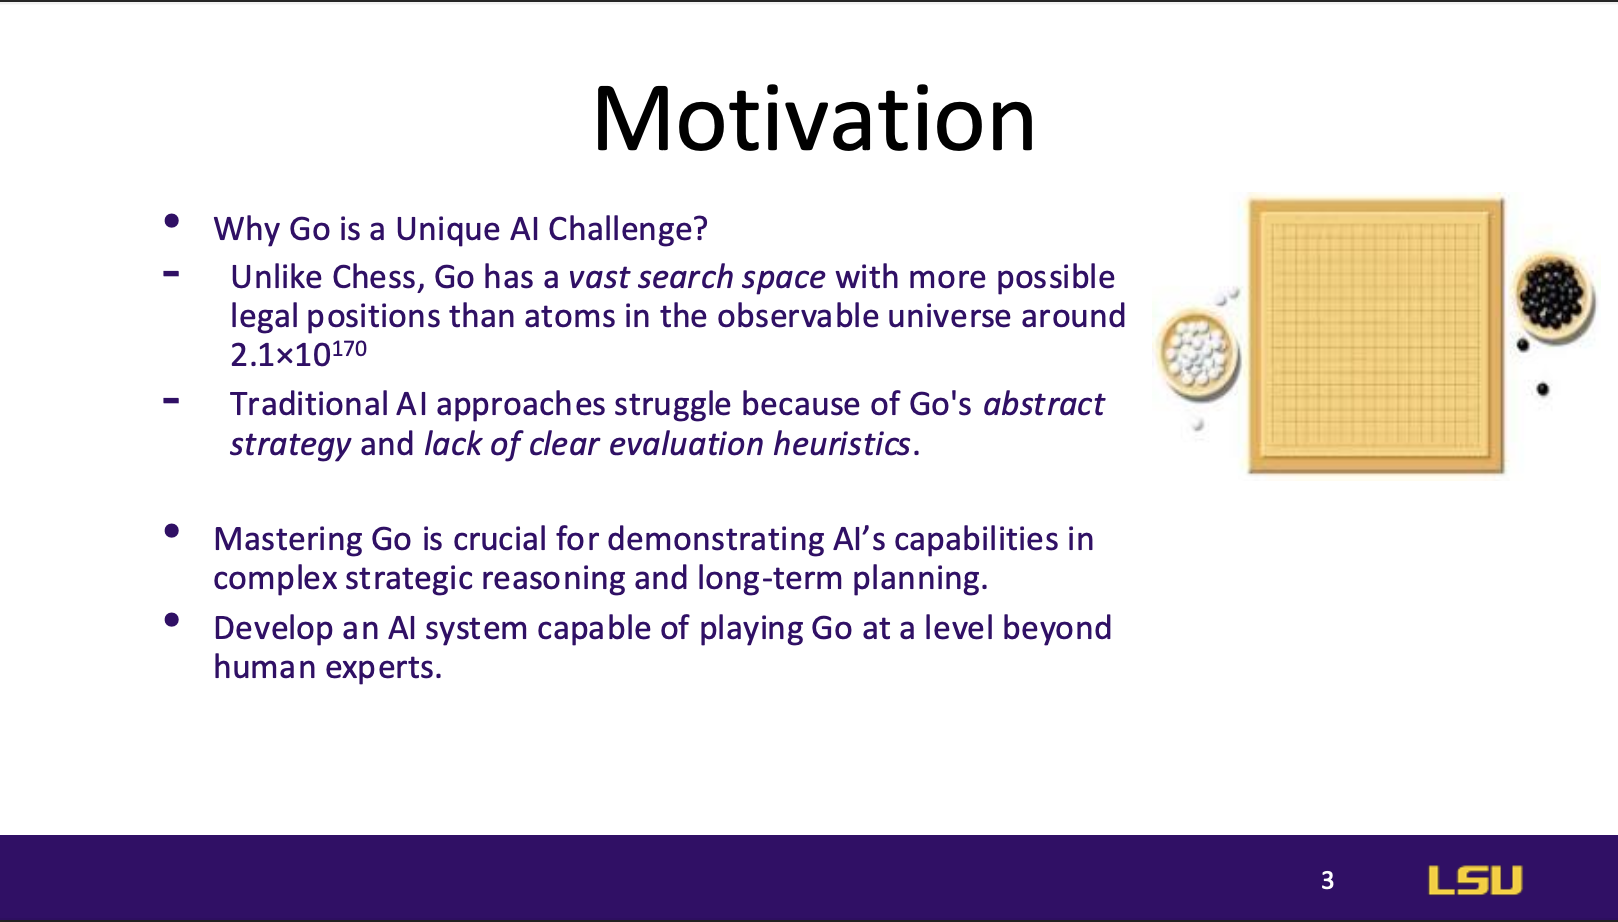 Motivation
• Why Go is a Unique AI Challenge?
- Unlike Chess, Go has a vast search space with more possible
legal positions than atoms in the observable universe around
2.1×10¹⁷⁰
- Traditional AI approaches struggle because of Go's abstract
strategy and lack of clear evaluation heuristics.
• Mastering Go is crucial for demonstrating AI’s capabilities in
complex strategic reasoning and long-term planning.
• Develop an AI system capable of playing Go at a level beyond
human experts.
3
LSU